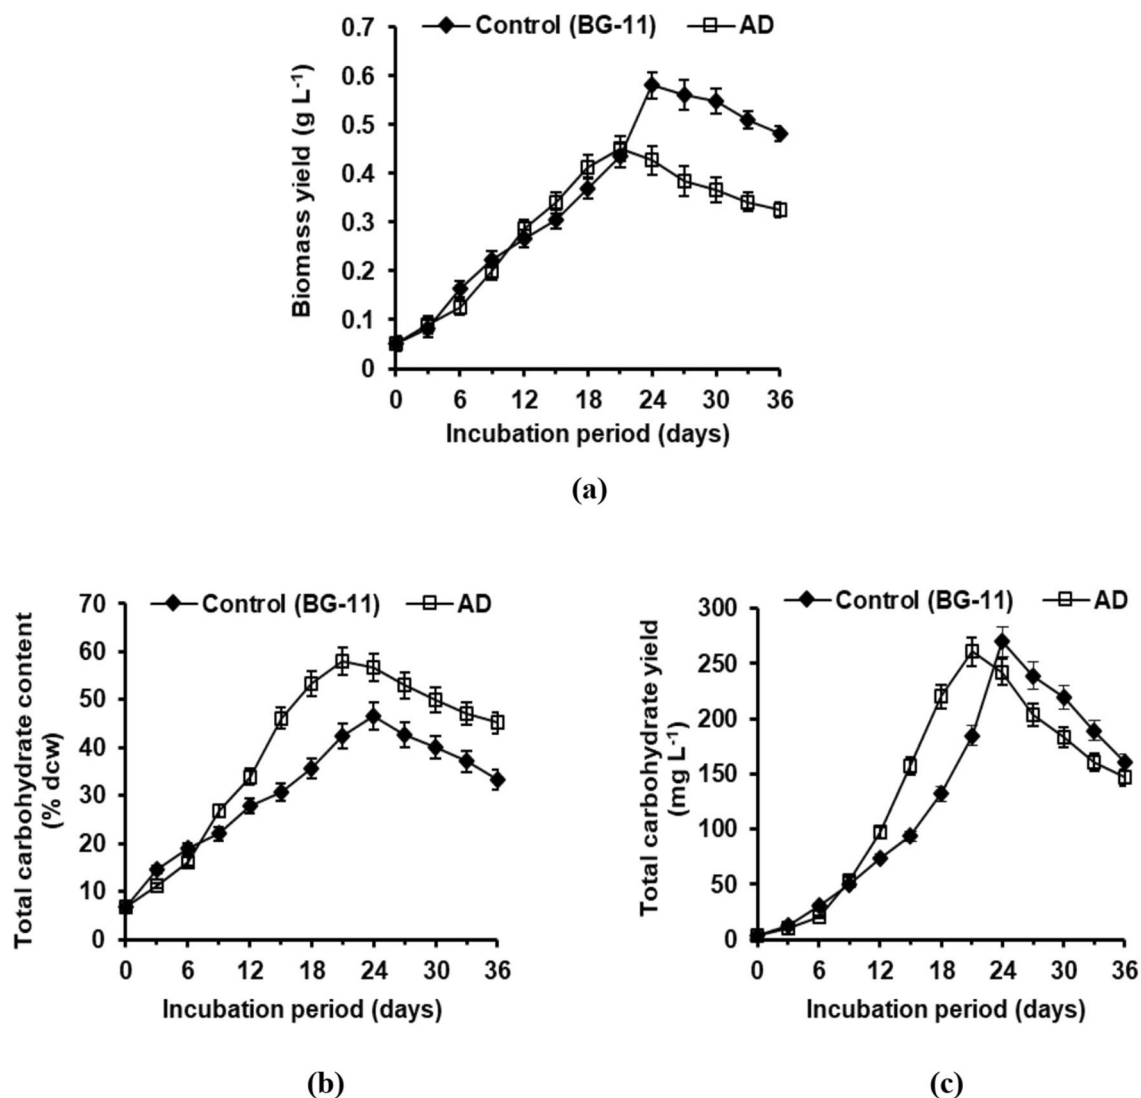 Control (BG-11) AD
0.7
0.6
0.5
0.4
0.3
0.2
0.1
0
Biomass yield (g L⁻¹)
0 6 12 18 24 30 36
Incubation period (days)
(a)
Control (BG-11) AD
70
60
50
40
30
20
10
0
Total carbohydrate content
(% dcw)
0 6 12 18 24 30 36
Incubation period (days)
(b)
Control (BG-11) AD
300
250
200
150
100
50
0
Total carbohydrate yield
(mg L⁻¹)
0 6 12 18 24 30 36
Incubation period (days)
(c)